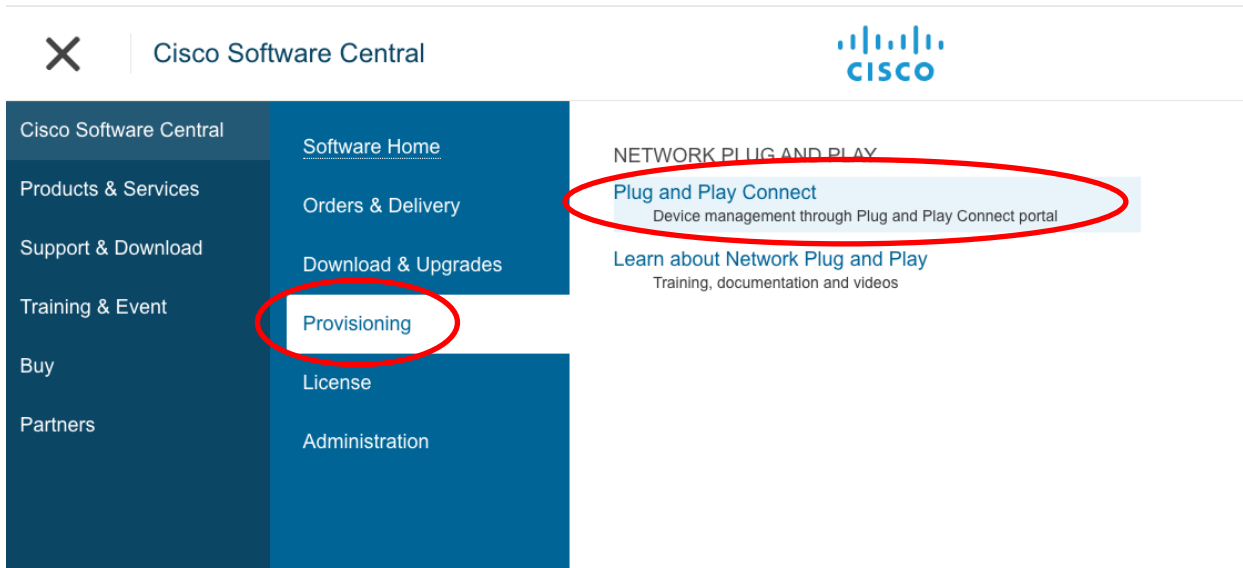 Cisco Software Central
CISCO
Cisco Software Central
Products & Services
Support & Download
Training & Event
Buy
Partners
Software Home
Orders & Delivery
Download & Upgrades
Provisioning
License
Administration
NETWORK PLUG AND PLAY
Plug and Play Connect
Device management through Plug and Play Connect portal
Learn about Network Plug and Play
Training, documentation and videos